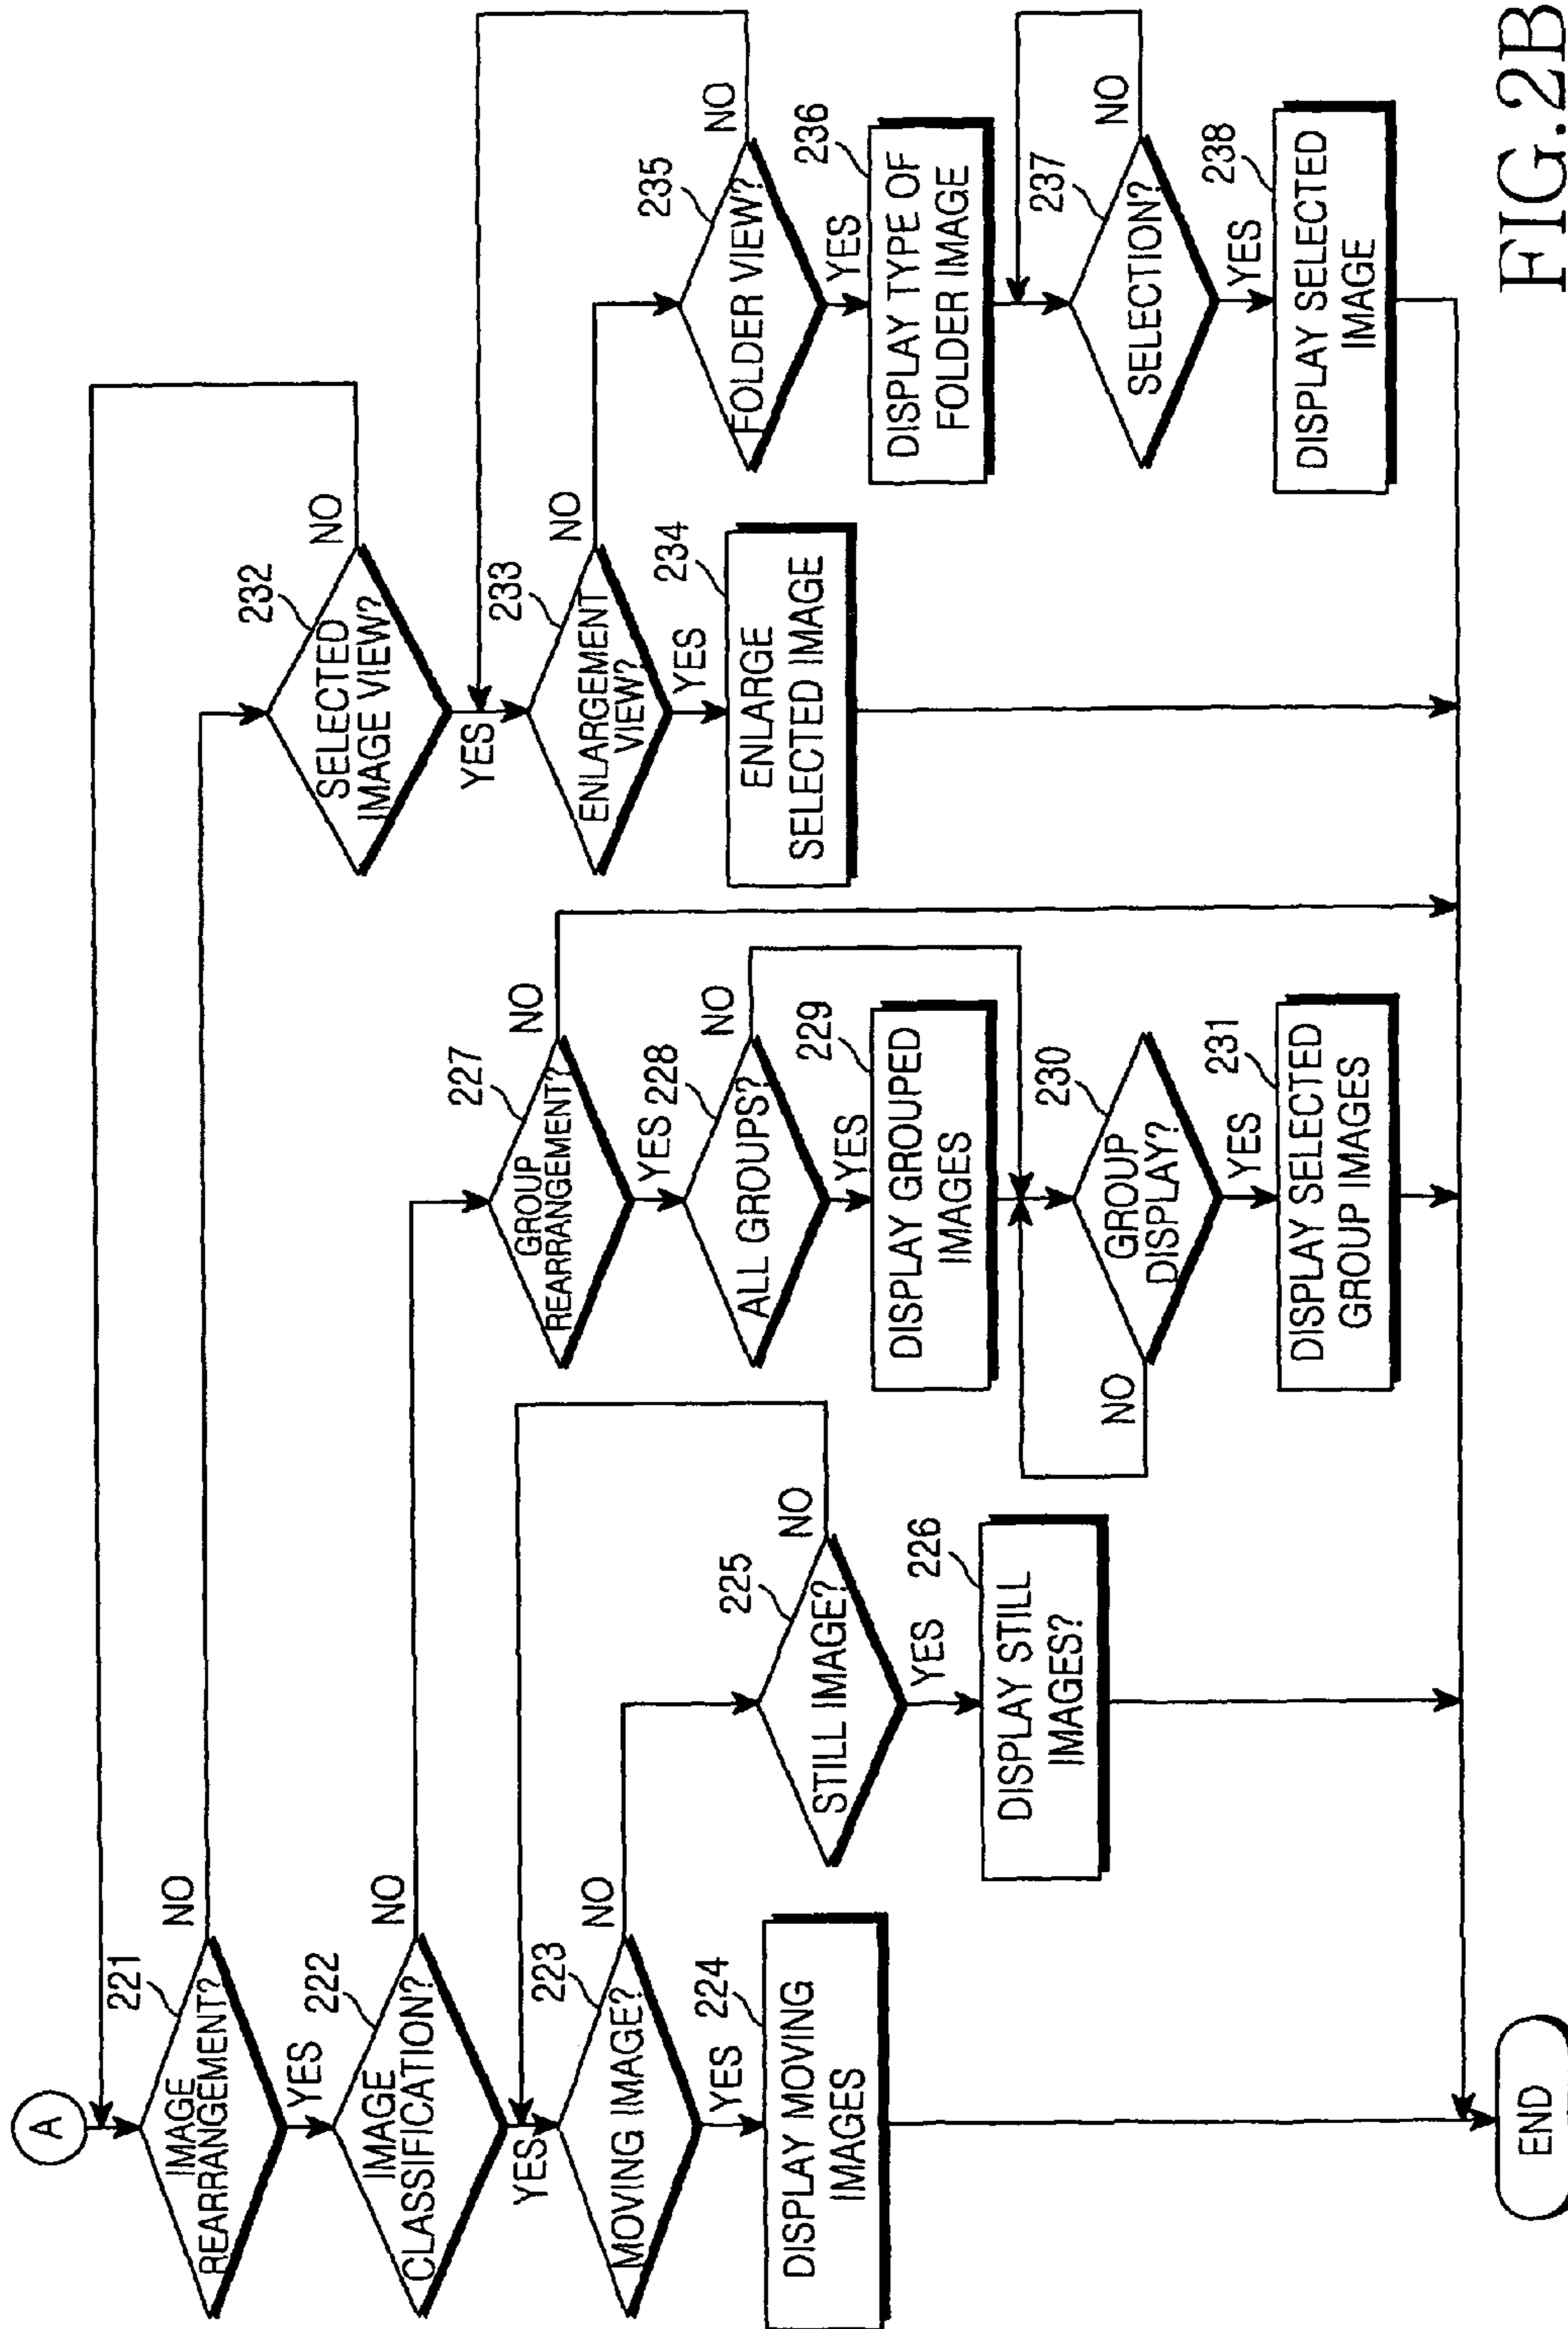 A
221
IMAGE
REARRANGEMENT?
NO
YES
222
IMAGE
CLASSIFICATION?
NO
YES
223
MOVING IMAGE?
NO
YES
224
DISPLAY MOVING
IMAGES
225
STILL IMAGE?
NO
YES
226
DISPLAY STILL
IMAGES?
227
GROUP
REARRANGEMENT?
NO
YES
228
ALL GROUPS?
NO
YES
229
DISPLAY GROUPED
IMAGES
230
GROUP
DISPLAY?
NO
YES
231
DISPLAY SELECTED
GROUP IMAGES
232
SELECTED
IMAGE VIEW?
NO
YES
233
ENLARGEMENT
VIEW?
NO
YES
234
ENLARGE
SELECTED IMAGE
235
FOLDER VIEW?
NO
YES
236
DISPLAY TYPE OF
FOLDER IMAGE
237
SELECTION?
NO
YES
238
DISPLAY SELECTED
IMAGE
END
FIG.2B